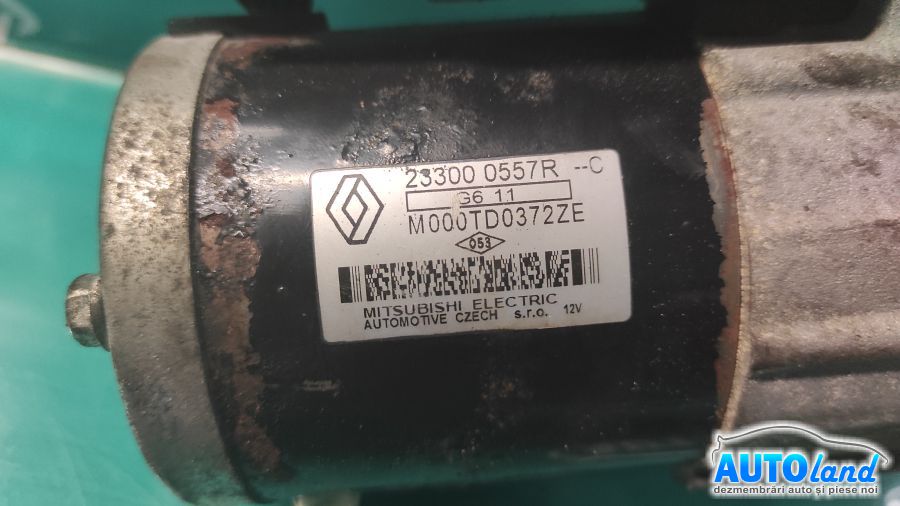 23300 0557R --C
G6 11
M000TD0372ZE
053
MITSUBISHI ELECTRIC
AUTOMOTIVE CZECH s.r.o. 12V
AUTOland
dezmembrări auto și piese noi